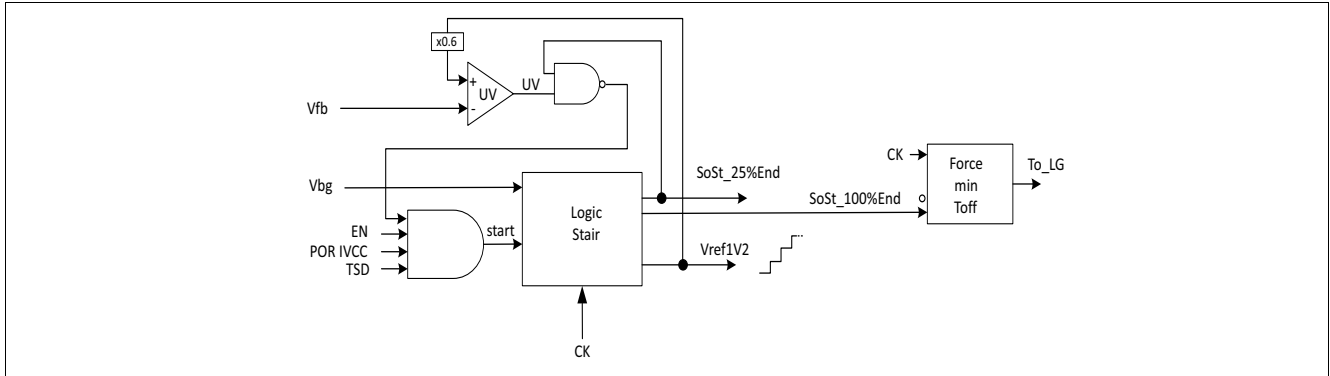 x0.6
+
UV
-
UV
Vfb
Vbg
EN
POR IVCC
TSD
start
Logic
Stair
CK
SoSt_25%End
SoSt_100%End
Vref1V2
CK
Force
min
Toff
To_LG